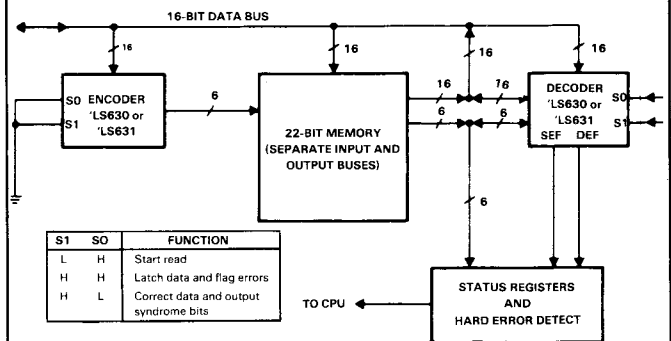 16-BIT DATA BUS
16
16
16
16
S0
S1
ENCODER
'LS630 or
'LS631
6
22-BIT MEMORY
(SEPARATE INPUT AND
OUTPUT BUSES)
16
16
6
6
DECODER
'LS630 or
'LS631
S0
S1
SEF DEF
6
S1 S0 FUNCTION
L H Start read
H H Latch data and flag errors
H L Correct data and output
syndrome bits
TO CPU
STATUS REGISTERS
AND
HARD ERROR DETECT